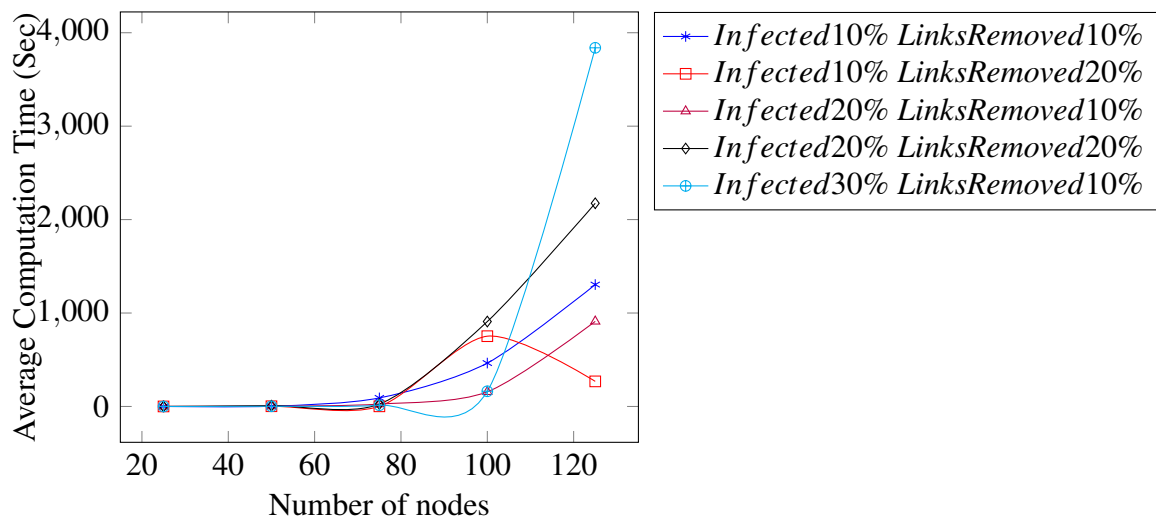 4,000
3,000
2,000
1,000
0
20 40 60 80 100 120
Number of nodes
Average Computation Time (Sec)
Infected10% LinksRemoved10%
Infected10% LinksRemoved20%
Infected20% LinksRemoved10%
Infected20% LinksRemoved20%
Infected30% LinksRemoved10%